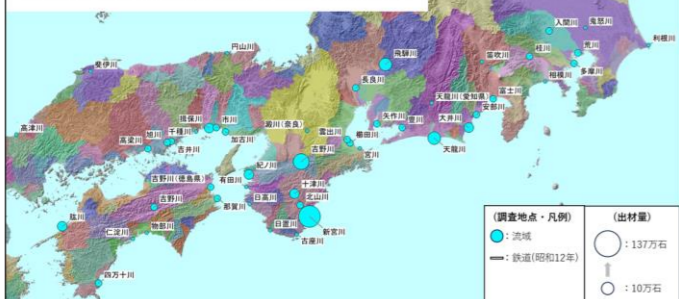 入間川
鬼怒川
利根川
荒川
桂川
笛吹川
多摩川
相模川
円山川
斐伊川
飛騨川
長良川
天龍川(愛知県)
富士川
安部川
大井川
矢作川
豊川
天龍川
揖保川
市川
千種川
旭川
高梁川
吉井川
加古川
高津川
淀川(奈良)
雲出川
櫛田川
宮川
吉野川
紀ノ川
有田川
吉野川(徳島県)
吉野川
那賀川
日高川
十津川
北山川
新宮川
古座川
日置川
肱川
仁淀川
物部川
四万十川
(調査地点・凡例)
:流域
:鉄道(昭和12年)
(出材量)
:137万石
:10万石